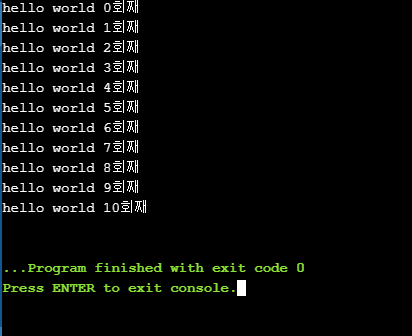 hello world 0회째
hello world 1회째
hello world 2회째
hello world 3회째
hello world 4회째
hello world 5회째
hello world 6회째
hello world 7회째
hello world 8회째
hello world 9회째
hello world 10회째
...Program finished with exit code 0
Press ENTER to exit console.